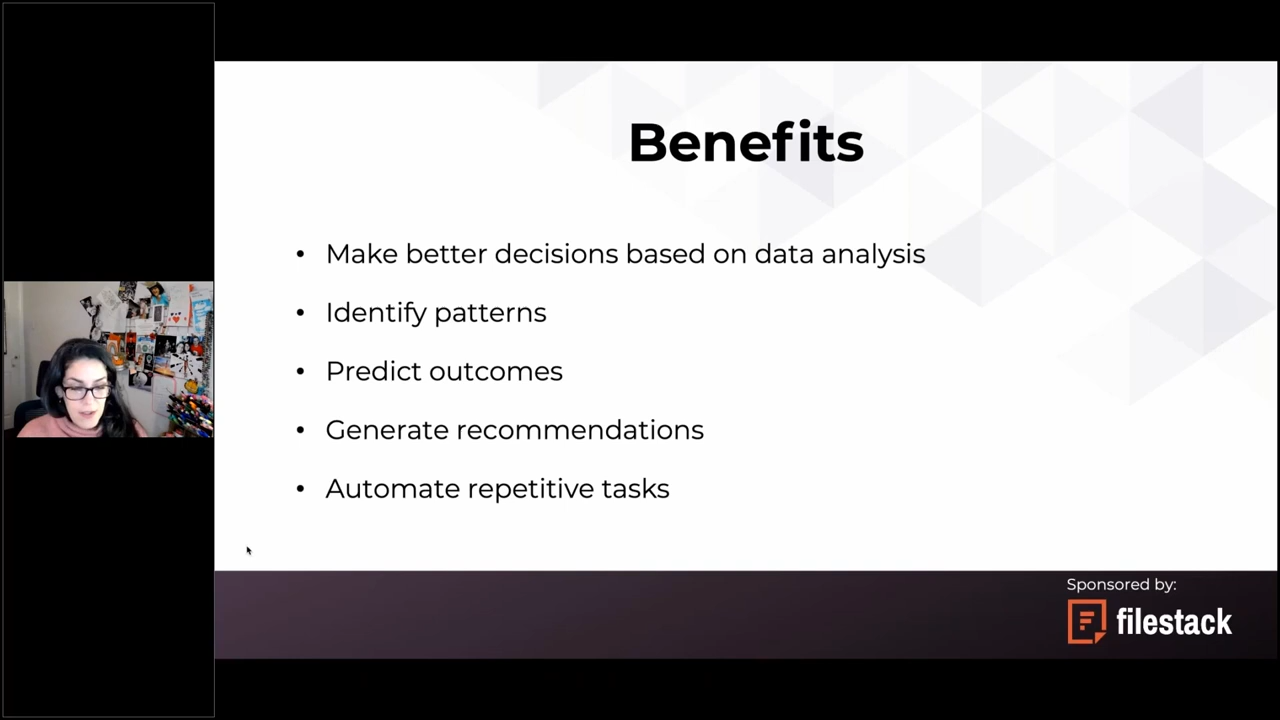 Benefits
• Make better decisions based on data analysis
• Identify patterns
• Predict outcomes
• Generate recommendations
• Automate repetitive tasks
Sponsored by:
filestack